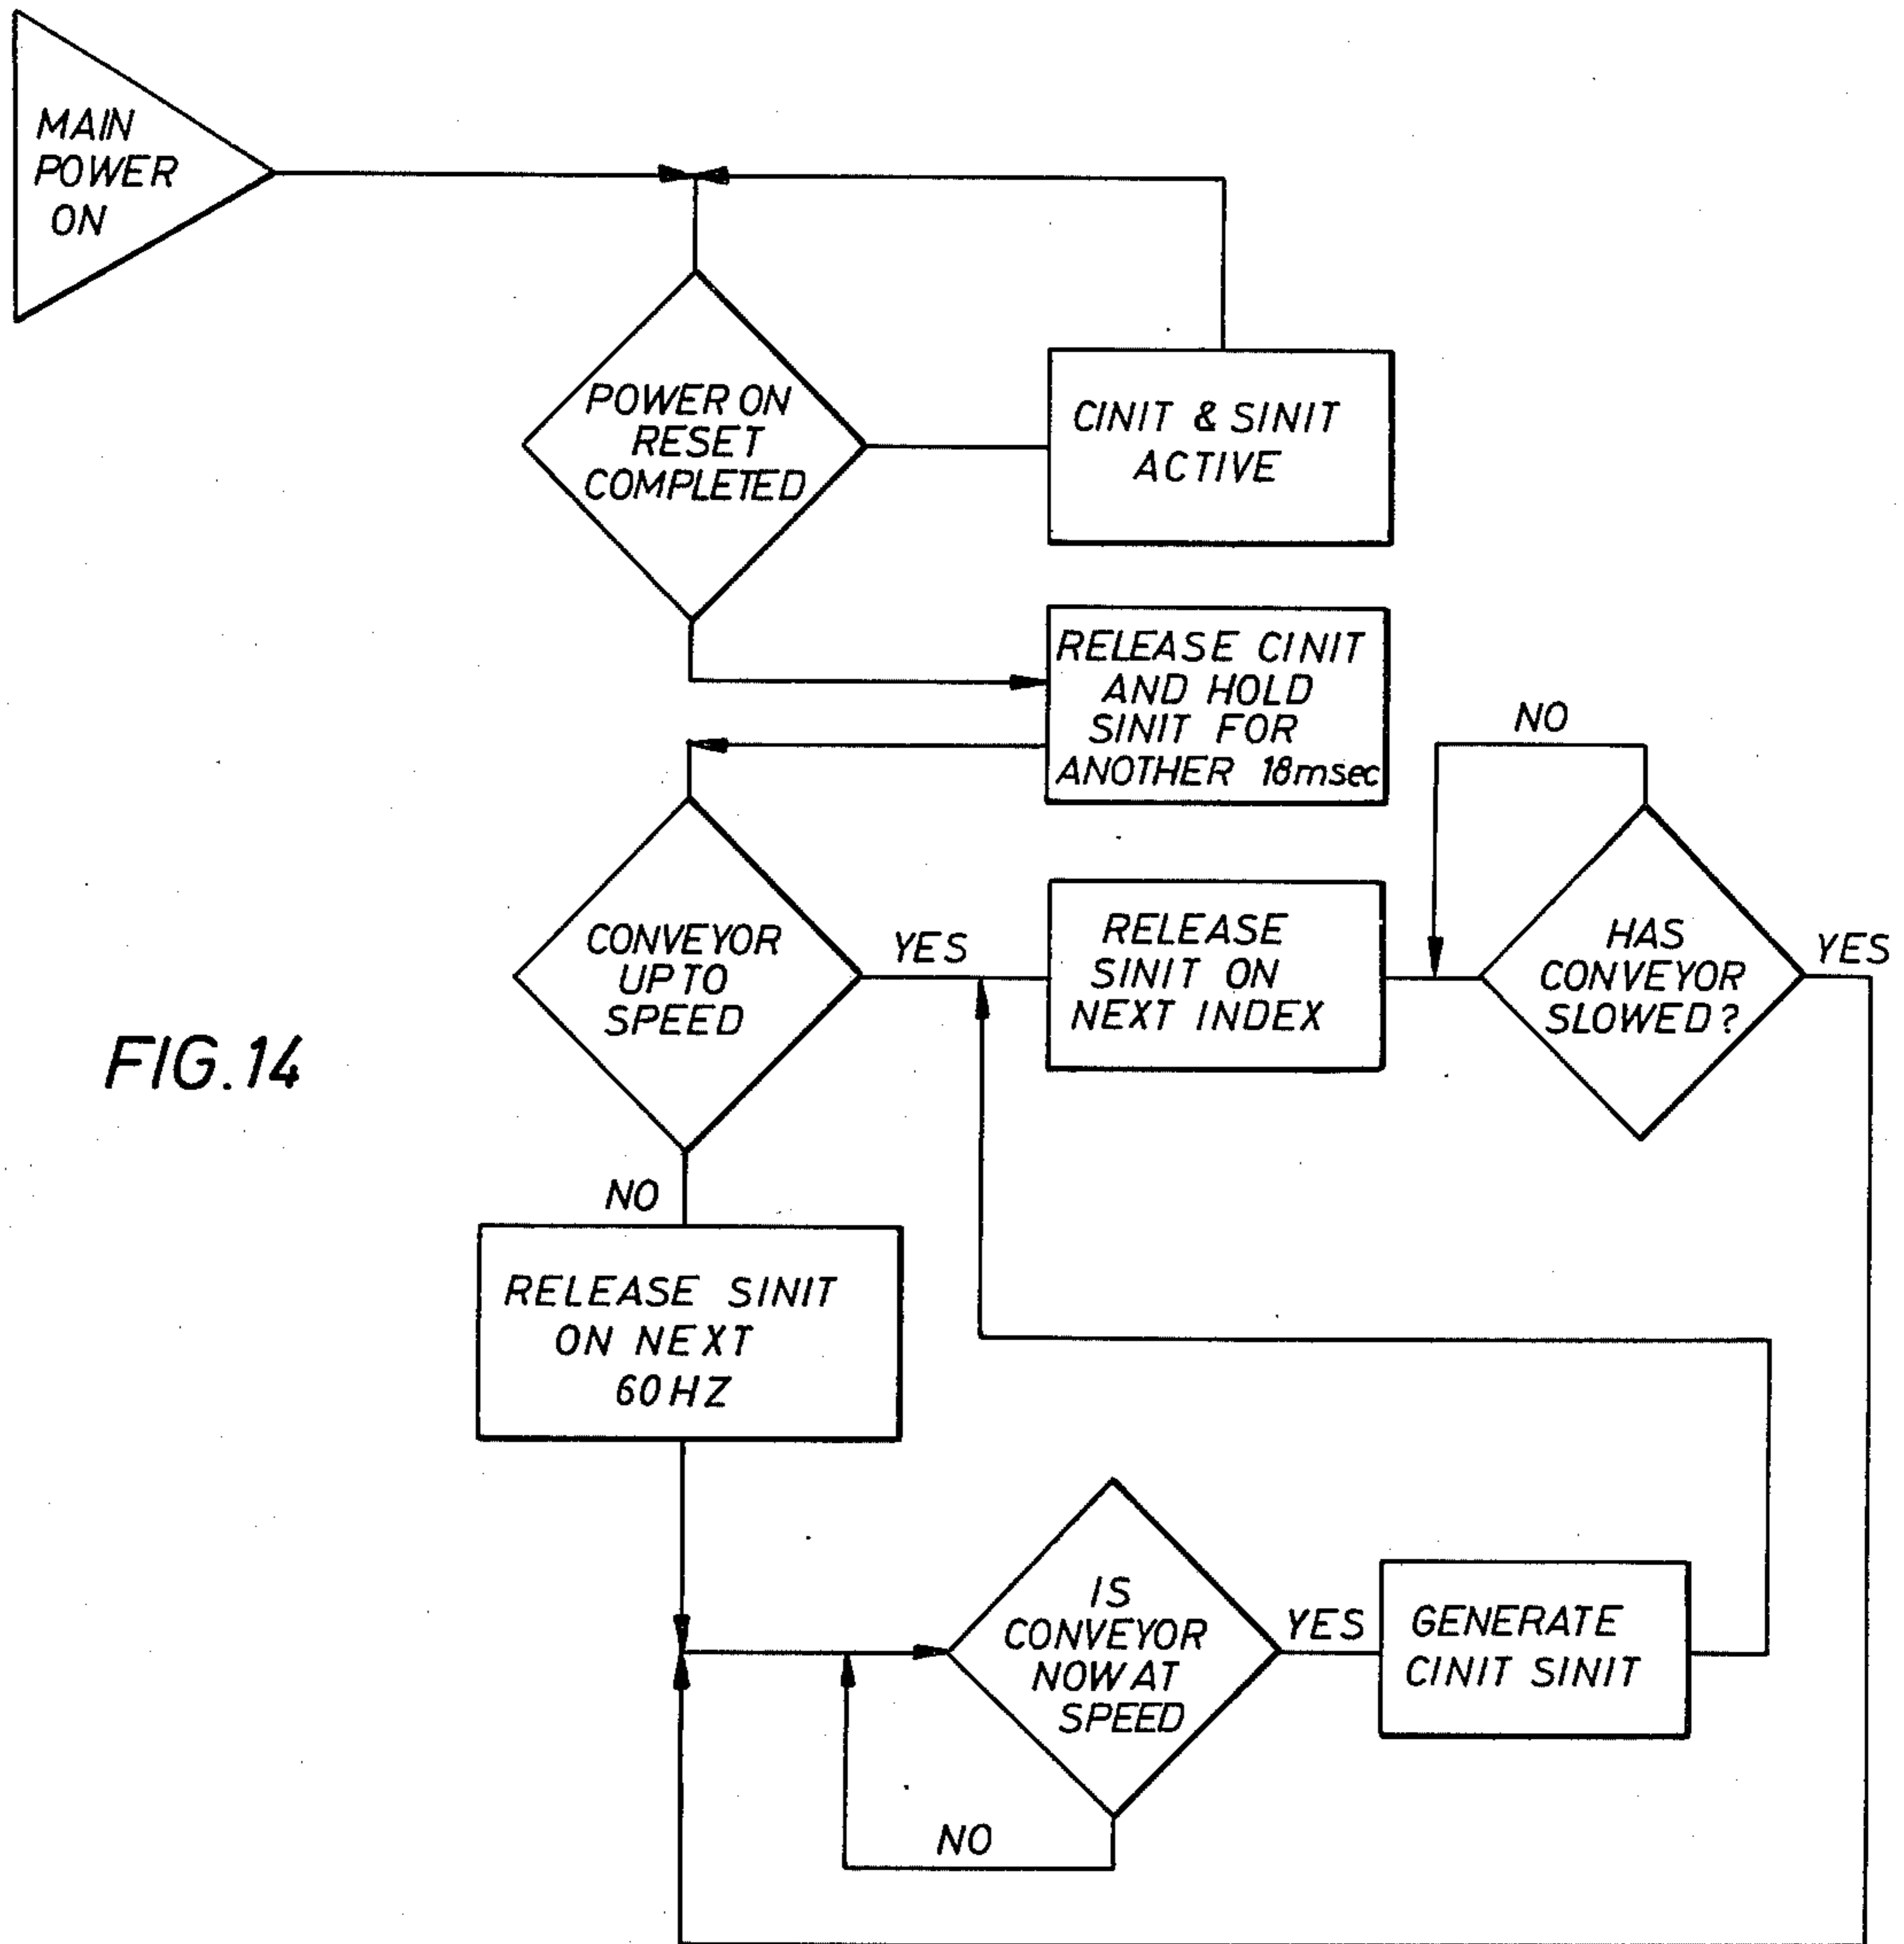 MAIN
POWER
ON
POWER ON
RESET
COMPLETED
CINIT & SINIT
ACTIVE
RELEASE CINIT
AND HOLD
SINIT FOR
ANOTHER 18msec
NO
CONVEYOR
UP TO
SPEED
YES
RELEASE
SINIT ON
NEXT INDEX
HAS
CONVEYOR
SLOWED?
YES
FIG.14
NO
RELEASE SINIT
ON NEXT
60HZ
IS
CONVEYOR
NOW AT
SPEED
YES
GENERATE
CINIT SINIT
NO